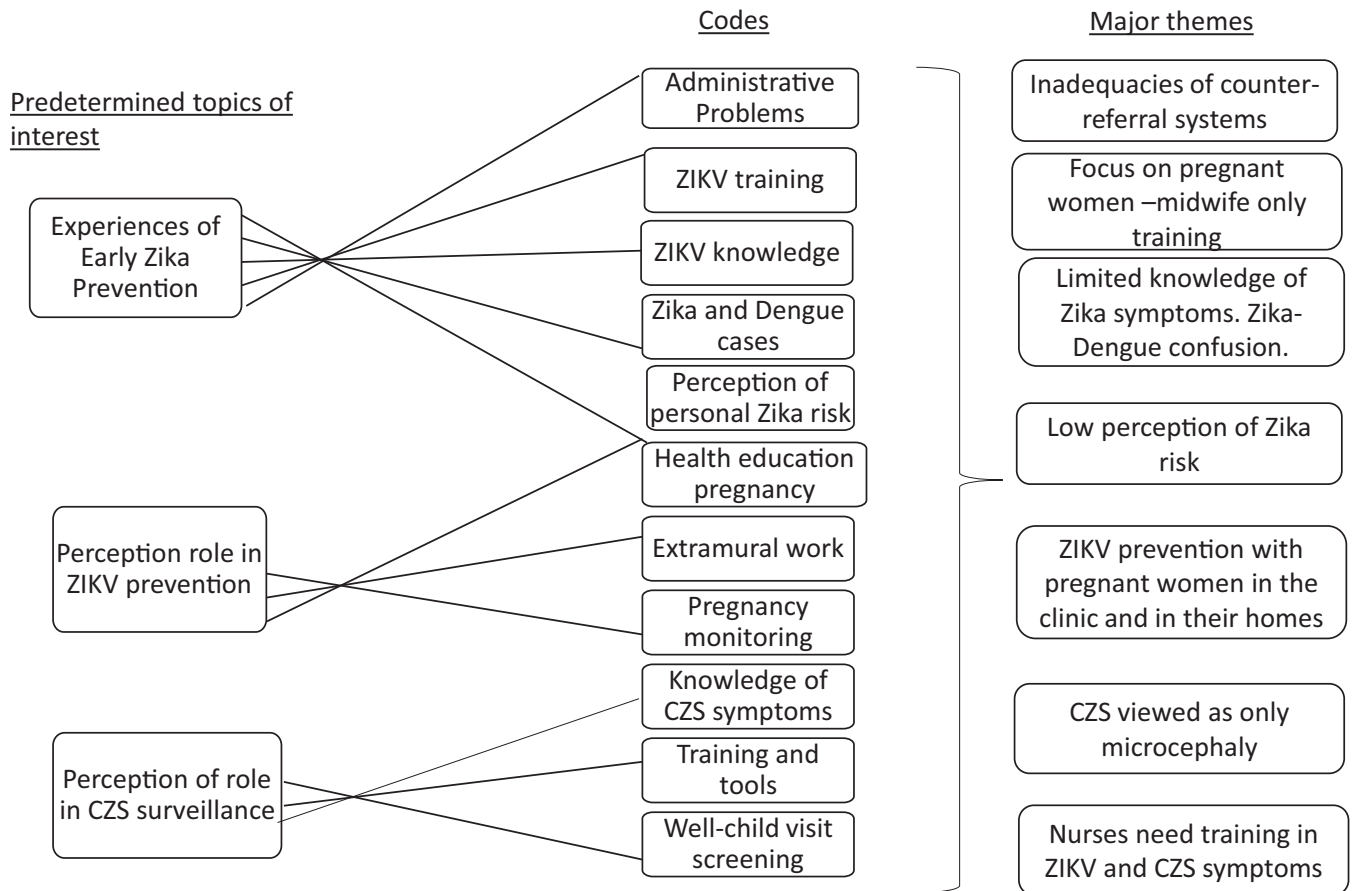 Predetermined topics of
interest
Experiences of
Early Zika
Prevention
Perception role in
ZIKV prevention
Perception of role
in CZS surveillance
Codes
Administrative
Problems
ZIKV training
ZIKV knowledge
Zika and Dengue
cases
Perception of
personal Zika risk
Health education
pregnancy
Extramural work
Pregnancy
monitoring
Knowledge of
CZS symptoms
Training and
tools
Well-child visit
screening
Major themes
Inadequacies of counter-
referral systems
Focus on pregnant
women –midwife only
training
Limited knowledge of
Zika symptoms. Zika-
Dengue confusion.
Low perception of Zika
risk
ZIKV prevention with
pregnant women in the
clinic and in their homes
CZS viewed as only
microcephaly
Nurses need training in
ZIKV and CZS symptoms